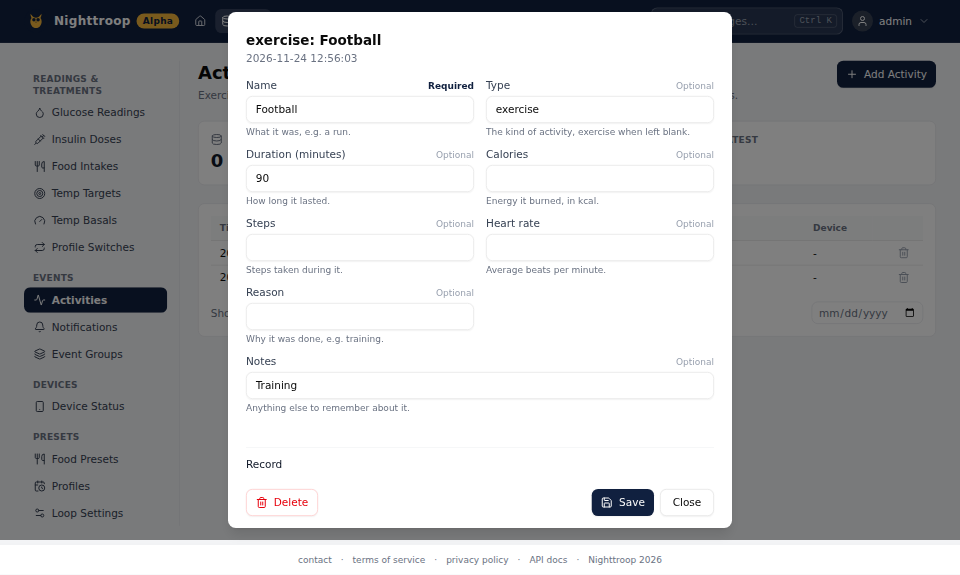 Nighttroop Alpha
Ctrl K
admin
READINGS &
TREATMENTS
Glucose Readings
Insulin Doses
Food Intakes
Temp Targets
Temp Basals
Profile Switches
EVENTS
Activities
Notifications
Event Groups
DEVICES
Device Status
PRESETS
Food Presets
Profiles
Loop Settings
Add Activity
0
Device
-
-
mm/dd/yyyy
exercise: Football
2026-11-24 12:56:03
Name Required
Football
What it was, e.g. a run.
Type Optional
exercise
The kind of activity, exercise when left blank.
Duration (minutes) Optional
90
How long it lasted.
Calories Optional
Energy it burned, in kcal.
Steps Optional
Steps taken during it.
Heart rate Optional
Average beats per minute.
Reason Optional
Why it was done, e.g. training.
Notes Optional
Training
Anything else to remember about it.
Record
Delete
Save
Close
contact · terms of service · privacy policy · API docs · Nighttroop 2026